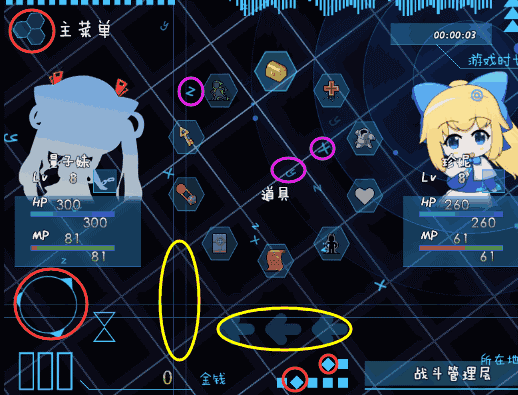 主菜单
00:00:03
游戏时
量子妹
Lv 8
HP 300
300
MP 81
81
道具
珍妮
Lv 8
HP 260
260
MP 61
61
z
x
y
z
z
x
x
z
y
y
0 金钱
所在地
战斗管理层